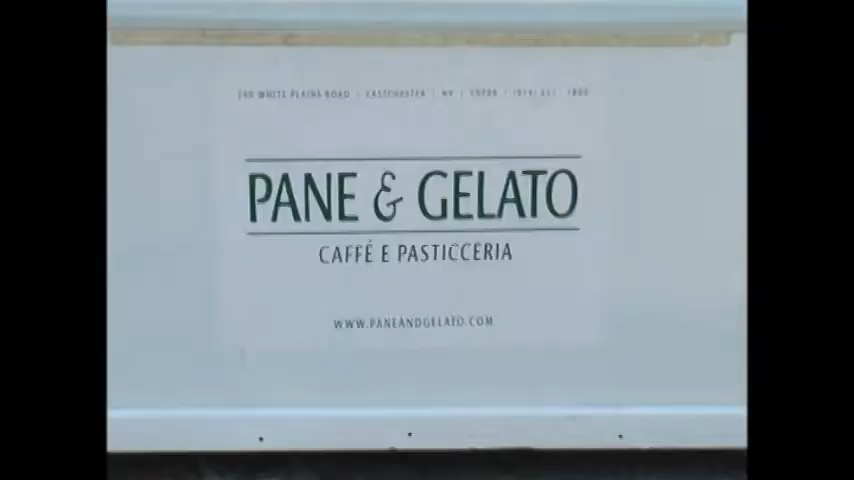 WHITE PLAINS ROAD / EASTCHESTER / NY /
PANE & GELATO
CAFFÉ E PASTICCERIA
WWW.PANEANDGELATO.COM